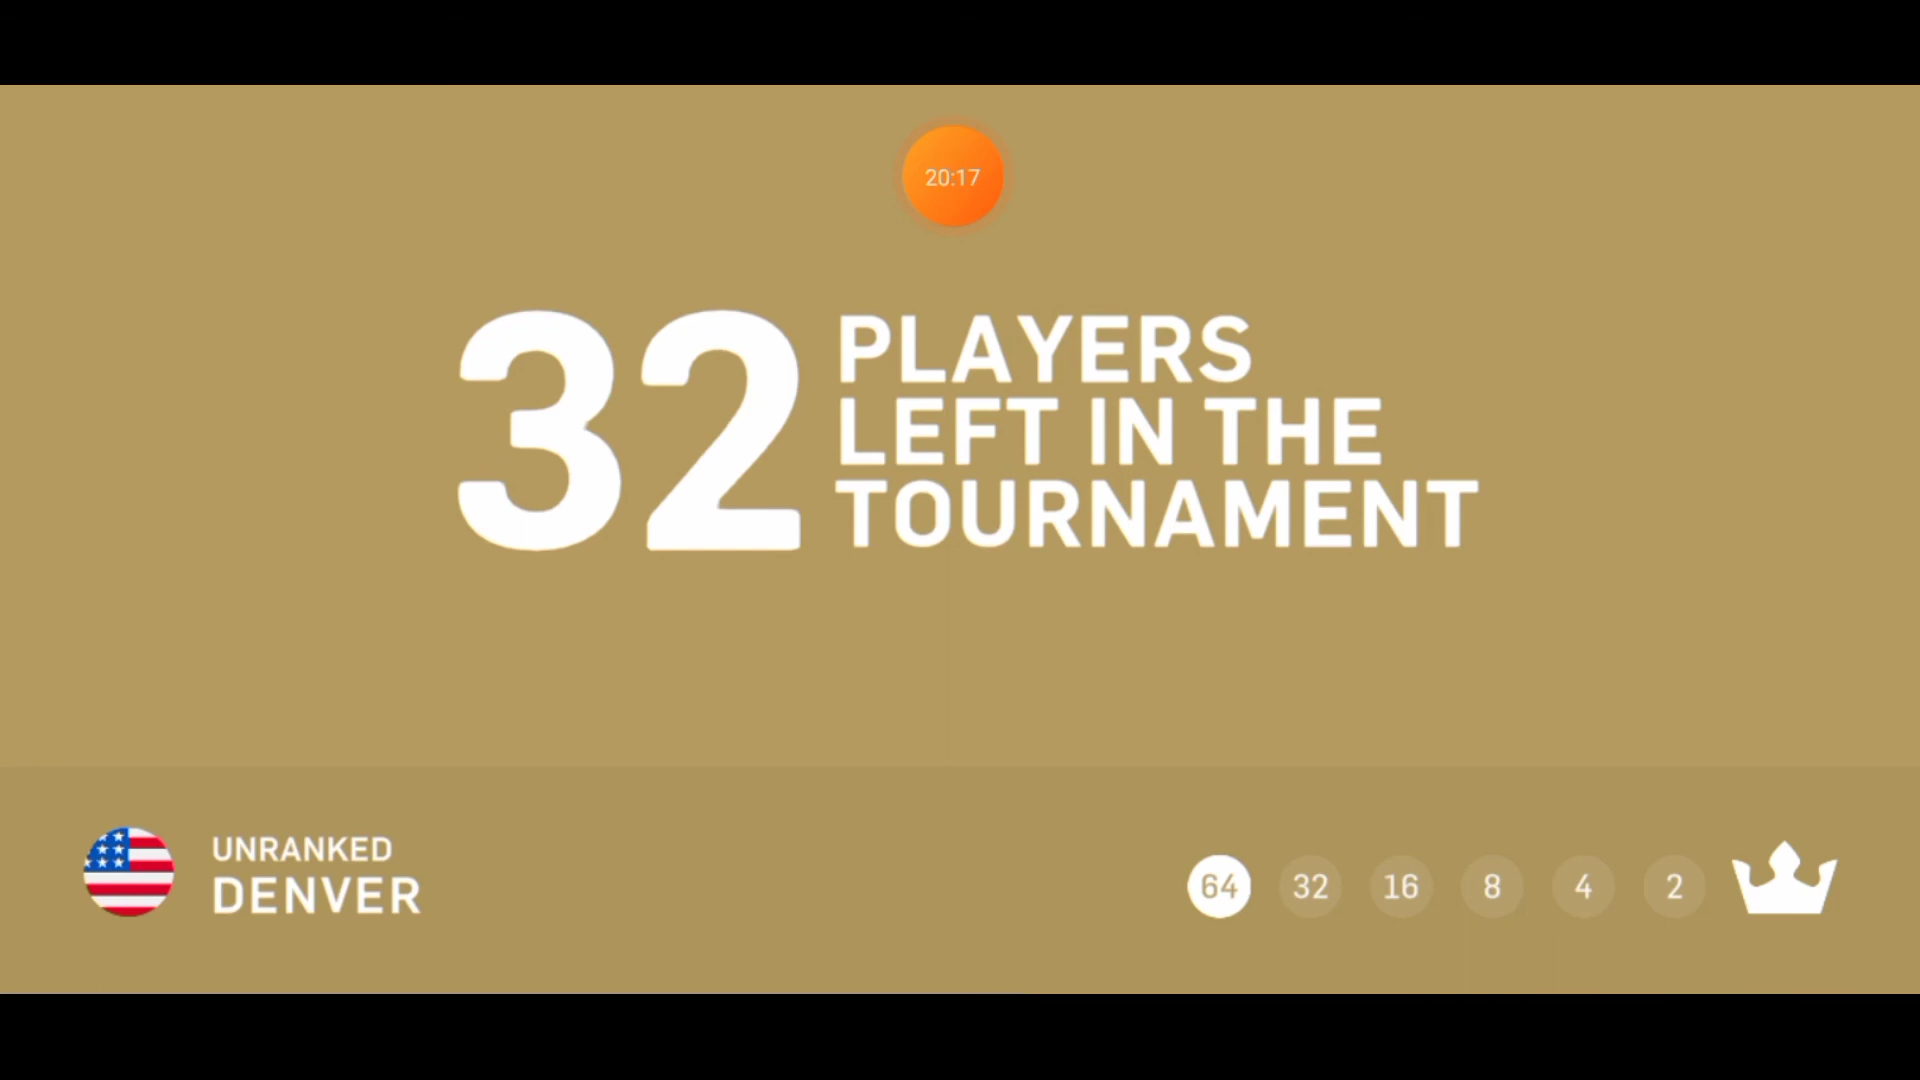 20:17
32
PLAYERS
LEFT IN THE
TOURNAMENT
UNRANKED
DENVER
64 32 16 8 4 2